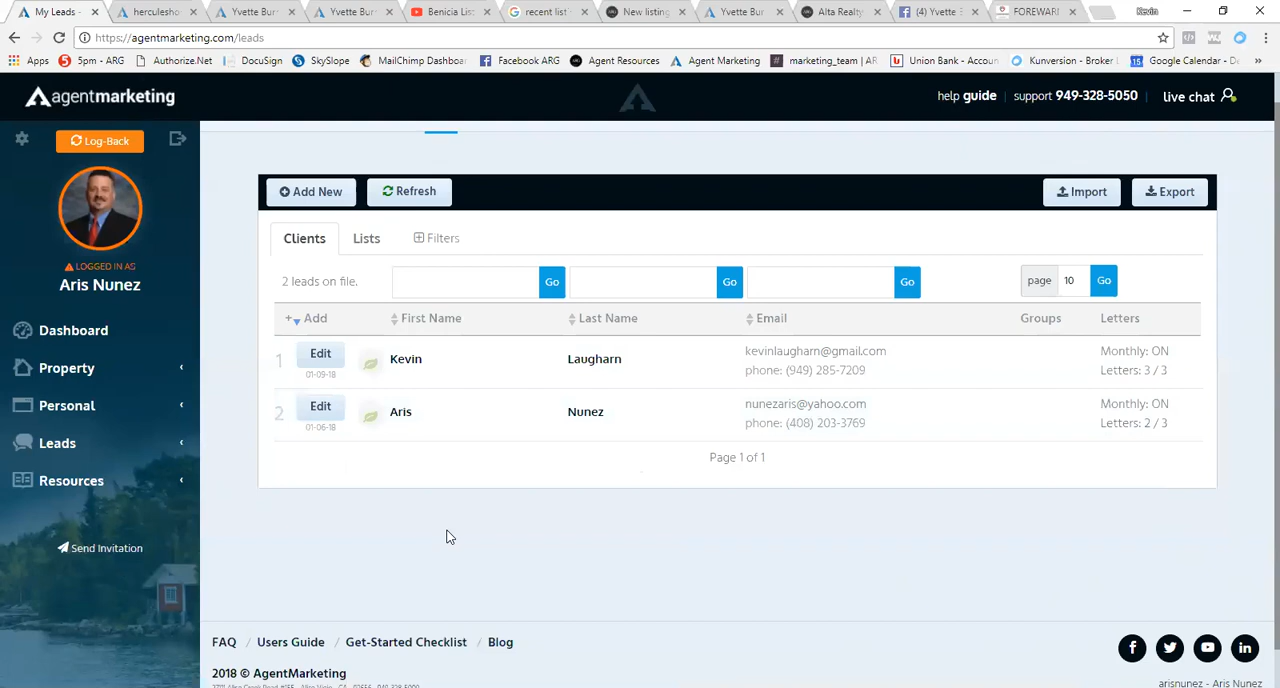 My Leads -
herculesho
Yvette Bur
Yvette Bur
Benicia Lis
recent list
New listing
Yvette Bur
Alta Realty
(4) Yvette
FOREWAR
Kevin
https://agentmarketing.com/leads
Apps
5pm - ARG
Authorize.Net
DocuSign
SkySlope
MailChimp Dashboar
Facebook ARG
Agent Resources
Agent Marketing
marketing_team | AR
Union Bank - Accoun
Kunversion - Broker
Google Calendar - De
agentmarketing
help guide
support 949-328-5050
live chat
Log-Back
LOGGED IN AS
Aris Nunez
Dashboard
Property
Personal
Leads
Resources
Send Invitation
Add New
Refresh
Import
Export
Clients
Lists
Filters
2 leads on file.
Go
Go
Go
page 10 Go
+ Add
First Name
Last Name
Email
Groups
Letters
1 Edit Kevin Laugharn kevinlaugharn@gmail.com Monthly: ON
01-09-18 phone: (949) 285-7209 Letters: 3 / 3
2 Edit Aris Nunez nunezaris@yahoo.com Monthly: ON
01-06-18 phone: (408) 203-3769 Letters: 2 / 3
Page 1 of 1
FAQ / Users Guide / Get-Started Checklist / Blog
2018 © AgentMarketing
arisnunez - Aris Nunez